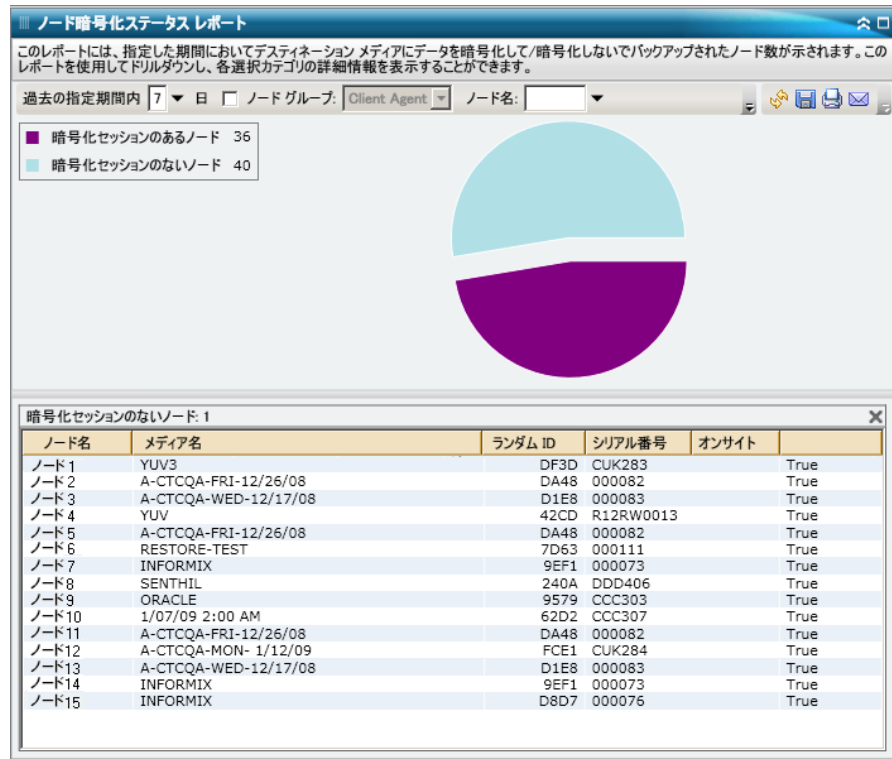 ノード暗号化ステータス レポート
このレポートには、指定した期間においてデスティネーション メディアにデータを暗号化して/暗号化しないでバックアップされたノード数が示されます。この
レポートを使用してドリルダウンし、各選択カテゴリの詳細情報を表示することができます。
過去の指定期間内 7 日 ノード グループ: Client Agent ノード名:
暗号化セッションのあるノード 36
暗号化セッションのないノード 40
暗号化セッションのないノード: 1
ノード名 メディア名 ランダム ID シリアル番号 オンサイト
ノード1 YUV3 DF3D CUK283 True
ノード2 A-CTCQA-FRI-12/26/08 DA48 000082 True
ノード3 A-CTCQA-WED-12/17/08 D1E8 000083 True
ノード4 YUV 42CD R12RW0013 True
ノード5 A-CTCQA-FRI-12/26/08 DA48 000082 True
ノード6 RESTORE-TEST 7D63 000111 True
ノード7 INFORMIX 9EF1 000073 True
ノード8 SENTHIL 240A DDD406 True
ノード9 ORACLE 9579 CCC303 True
ノード10 1/07/09 2:00 AM 62D2 CCC307 True
ノード11 A-CTCQA-FRI-12/26/08 DA48 000082 True
ノード12 A-CTCQA-MON- 1/12/09 FCE1 CUK284 True
ノード13 A-CTCQA-WED-12/17/08 D1E8 000083 True
ノード14 INFORMIX 9EF1 000073 True
ノード15 INFORMIX D8D7 000076 True